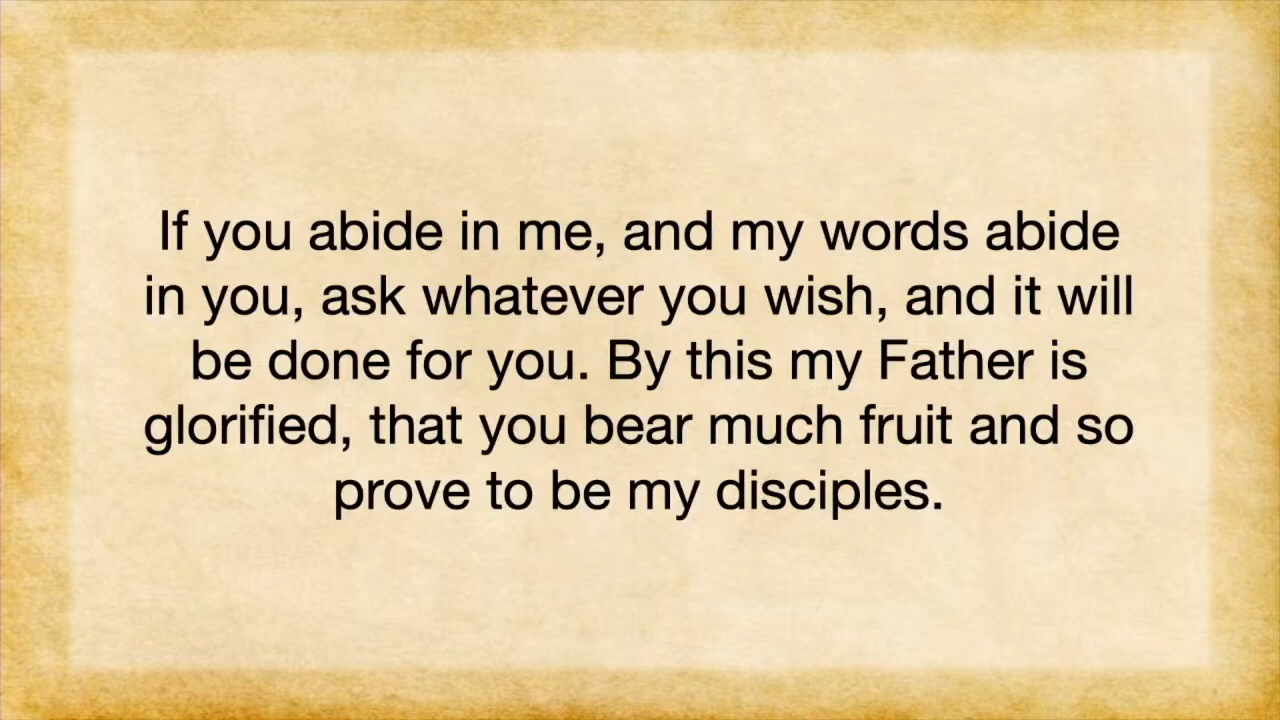 If you abide in me, and my words abide
in you, ask whatever you wish, and it will
be done for you. By this my Father is
glorified, that you bear much fruit and so
prove to be my disciples.